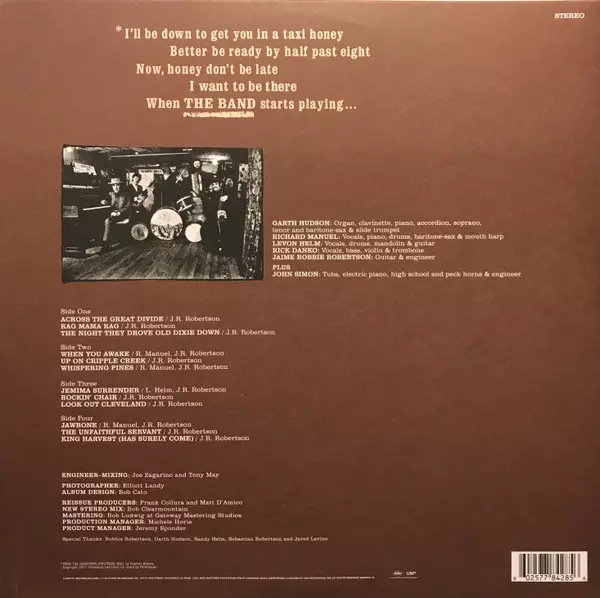 STEREO
*I'll be down to get you in a taxi honey
Better be ready by half past eight
Now, honey don't be late
I want to be there
When THE BAND starts playing...
GARTH HUDSON: Organ, clavinette, piano, accordion, soprano,
tenor and baritone-sax & slide trumpet
RICHARD MANUEL: Vocals, piano, drums, baritone-sax & mouth harp
LEVON HELM: Vocals, drums, mandolin & guitar
RICK DANKO: Vocals, bass, violin & trombone
JAIME ROBBIE ROBERTSON: Guitar & engineer
PLUS
JOHN SIMON: Tuba, electric piano, high school and peck horns & engineer
Side One
ACROSS THE GREAT DIVIDE / J.R. Robertson
RAG MAMA RAG / J.R. Robertson
THE NIGHT THEY DROVE OLD DIXIE DOWN / J.R. Robertson
Side Two
WHEN YOU AWAKE / R. Manuel, J.R. Robertson
UP ON CRIPPLE CREEK / J.R. Robertson
WHISPERING PINES / R. Manuel, J.R. Robertson
Side Three
JEMIMA SURRENDER / L. Helm, J.R. Robertson
ROCKIN' CHAIR / J.R. Robertson
LOOK OUT CLEVELAND / J.R. Robertson
Side Four
JAWBONE / R. Manuel, J.R. Robertson
THE UNFAITHFUL SERVANT / J.R. Robertson
KING HARVEST (HAS SURELY COME) / J.R. Robertson
ENGINEER-MIXING: Joe Zagarino and Tony May
PHOTOGRAPHER: Elliott Landy
ALBUM DESIGN: Bob Cato
REISSUE PRODUCERS: Frank Collura and Matt D'Amico
NEW STEREO MIX: Bob Clearmountain
MASTERING: Bob Ludwig at Gateway Mastering Studios
PRODUCTION MANAGER: Michele Horie
PRODUCT MANAGER: Jeremy Sponder
Special Thanks: Robbie Robertson, Garth Hudson, Sandy Helm, Sebastian Robertson and Jared Levine
6 02577 84285 5